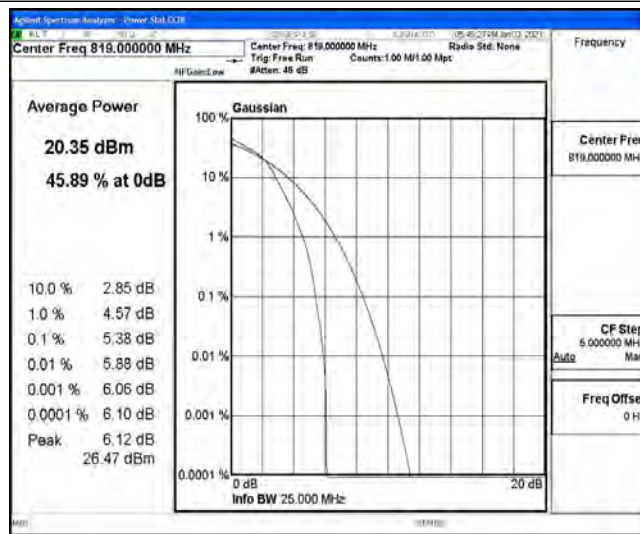 Agilent Spectrum Analyzer - Power Stat CCDF
Center Freq 819.000000 MHz
Center Freq: 819.000000 MHz
Radio Std: None
Trig: Free Run
Counts:1.00 M/1.00 Mpt
#Atten: 46 dB
Frequency
Average Power
20.35 dBm
45.89 % at 0dB
10.0 % 2.85 dB
1.0 % 4.57 dB
0.1 % 5.38 dB
0.01 % 5.88 dB
0.001 % 6.06 dB
0.0001 % 6.10 dB
Peak 6.12 dB
26.47 dBm
Gaussian
100 %
10 %
1 %
0.1 %
0.01 %
0.001 %
0.0001 %
0 dB
20 dB
Info BW 25.000 MHz
Center Fre
819.000000 MH
CF Step
5.000000 MH
Auto Ma
Freq Offse
0 H